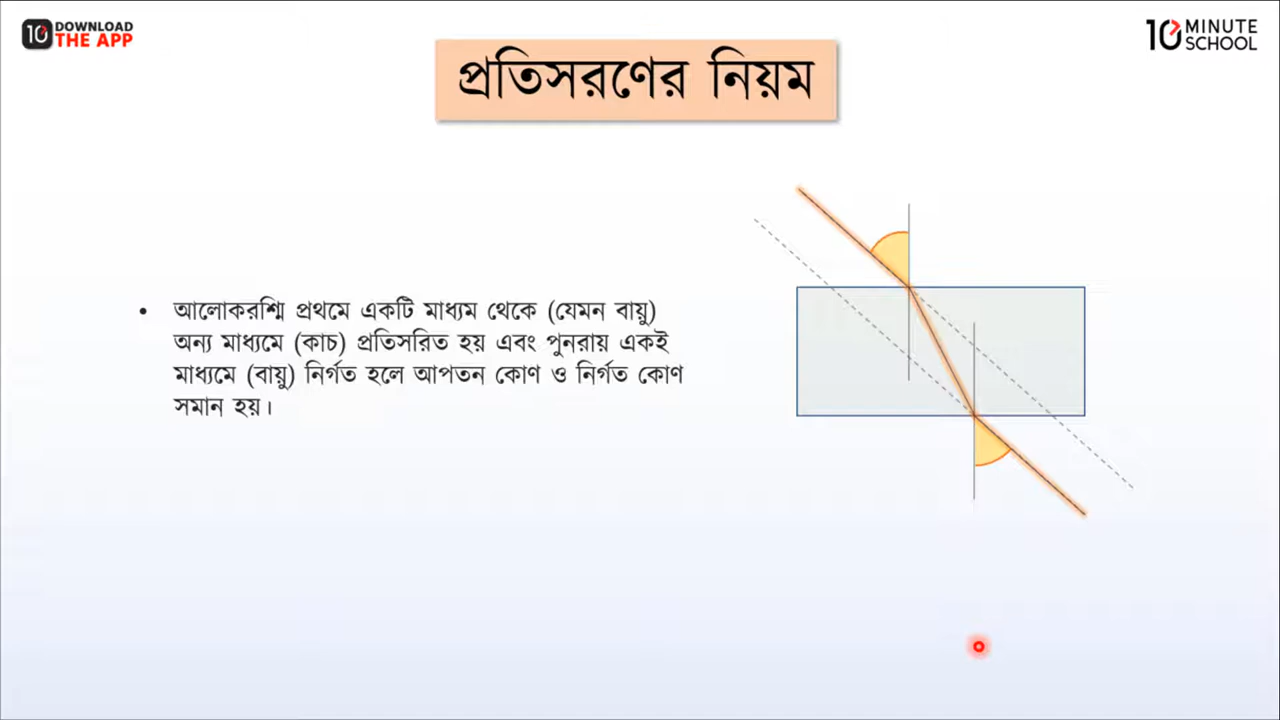 DOWNLOAD
THE APP
10 MINUTE
SCHOOL
প্রতিসরণের নিয়ম
• আলোকরশ্মি প্রথমে একটি মাধ্যম থেকে (যেমন বায়ু)
অন্য মাধ্যমে (কাচ) প্রতিসরিত হয় এবং পুনরায় একই
মাধ্যমে (বায়ু) নির্গত হলে আপতন কোণ ও নির্গত কোণ
সমান হয়।